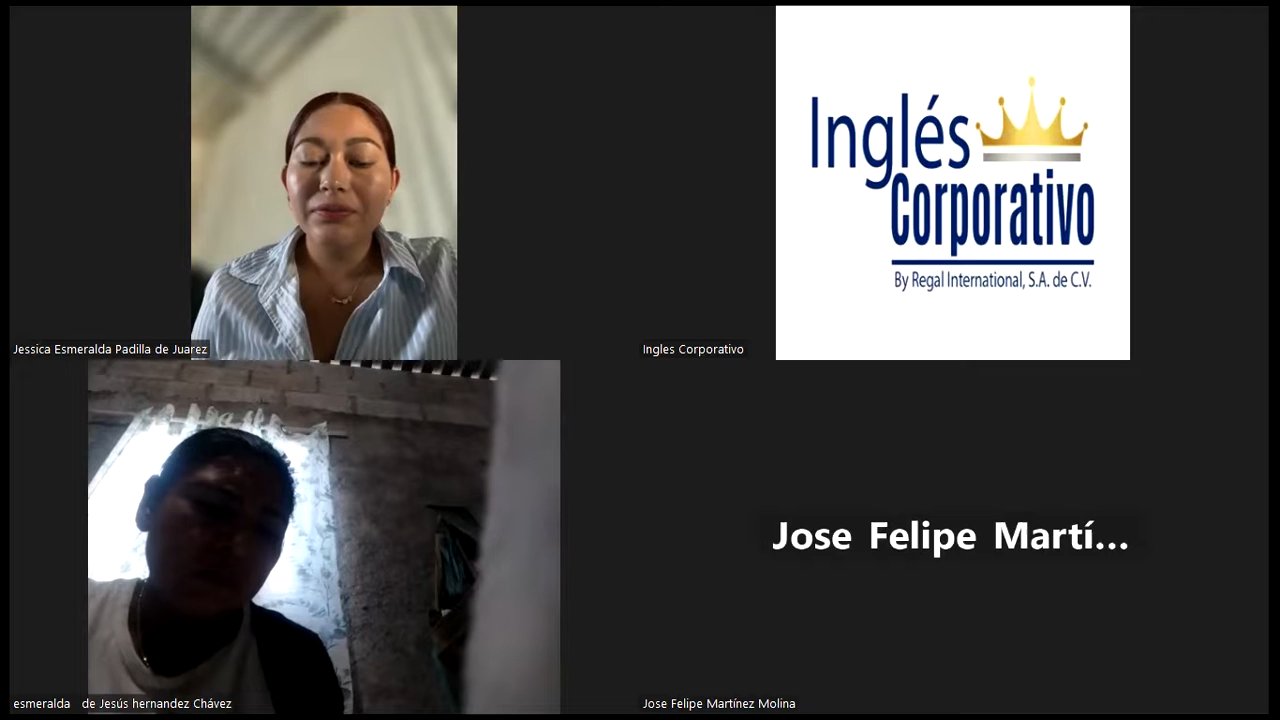 Inglés
Corporativo
By Regal International, S.A. de C.V.
Jessica Esmeralda Padilla de Juarez
Ingles Corporativo
Jose Felipe Martí...
esmeralda de Jesús hernandez Chávez
Jose Felipe Martínez Molina